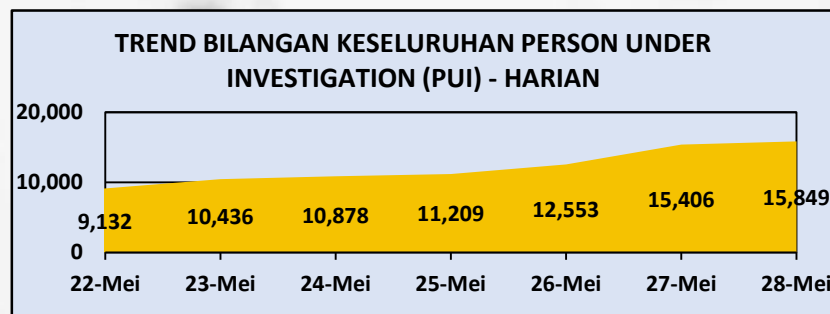 TREND BILANGAN KESELURUHAN PERSON UNDER
INVESTIGATION (PUI) - HARIAN
20,000
10,000
0
9,132 10,436 10,878 11,209 12,553 15,406 15,849
22-Mei 23-Mei 24-Mei 25-Mei 26-Mei 27-Mei 28-Mei